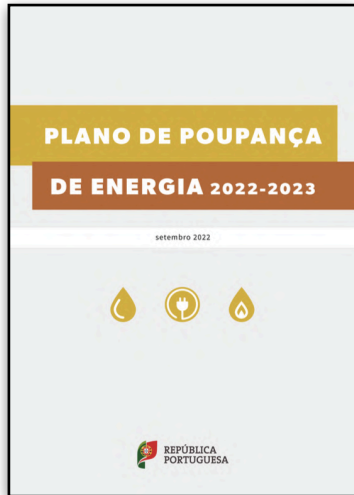 PLANO DE POUPANÇA
DE ENERGIA 2022-2023
setembro 2022
REPÚBLICA
PORTUGUESA